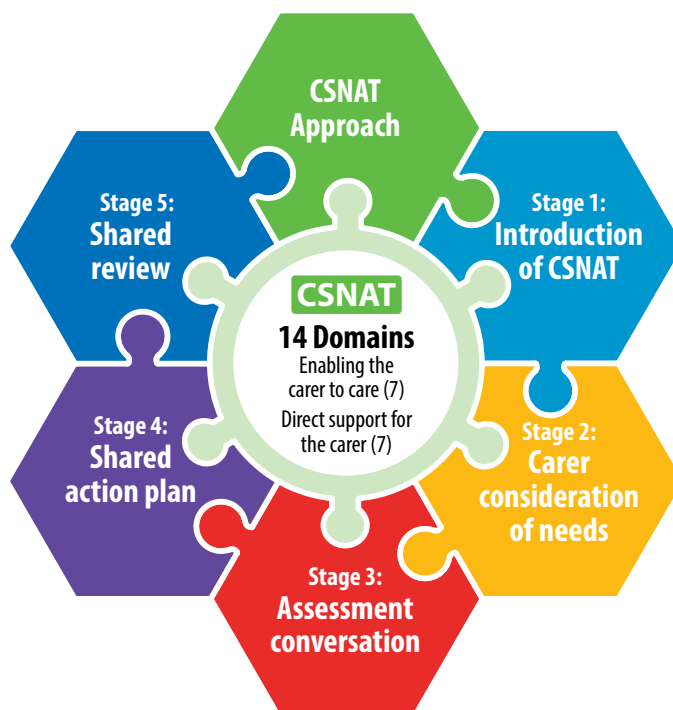 CSNAT
Approach
Stage 1:
Introduction
of CSNAT
Stage 2:
Carer
consideration
of needs
Stage 3:
Assessment
conversation
Stage 4:
Shared
action plan
Stage 5:
Shared
review
CSNAT
14 Domains
Enabling the
carer to care (7)
Direct support for
the carer (7)